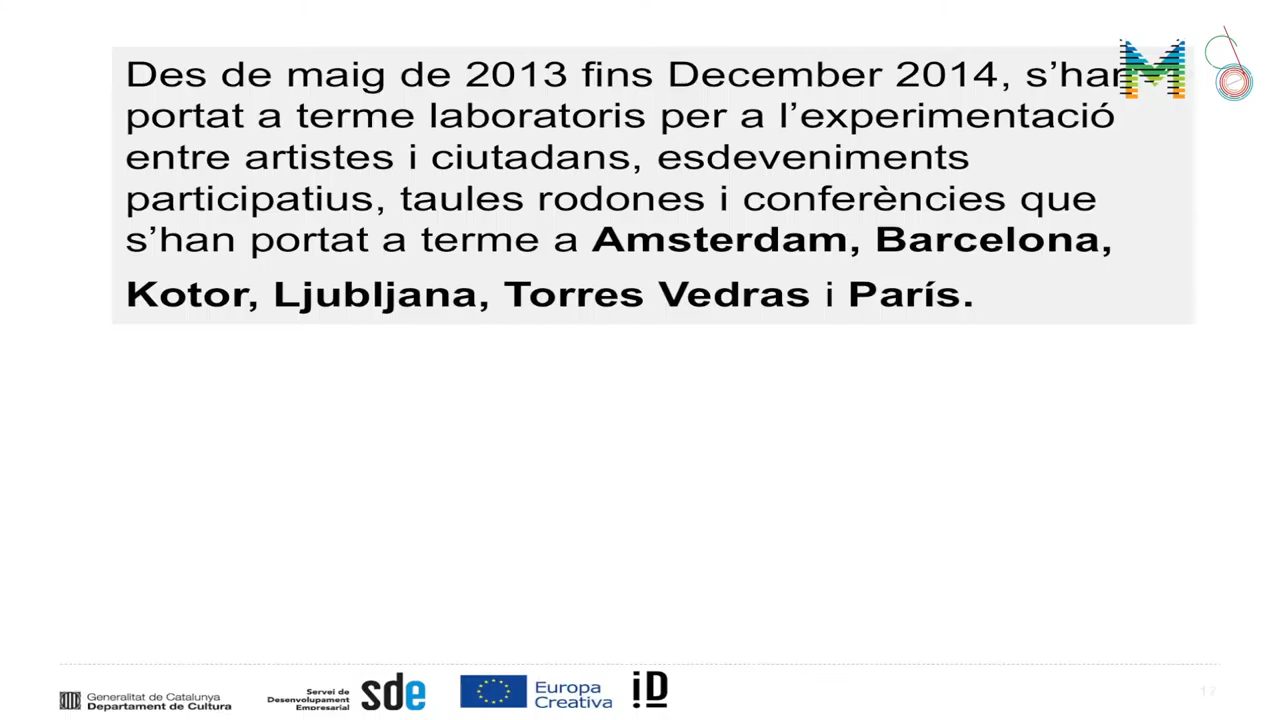 Des de maig de 2013 fins December 2014, s’han
portat a terme laboratoris per a l’experimentació
entre artistes i ciutadans, esdeveniments
participatius, taules rodones i conferències que
s’han portat a terme a Amsterdam, Barcelona,
Kotor, Ljubljana, Torres Vedras i París.
Generalitat de Catalunya
Departament de Cultura
Servei de
Desenvolupament
Empresarial
sde
Europa
Creativa
iD